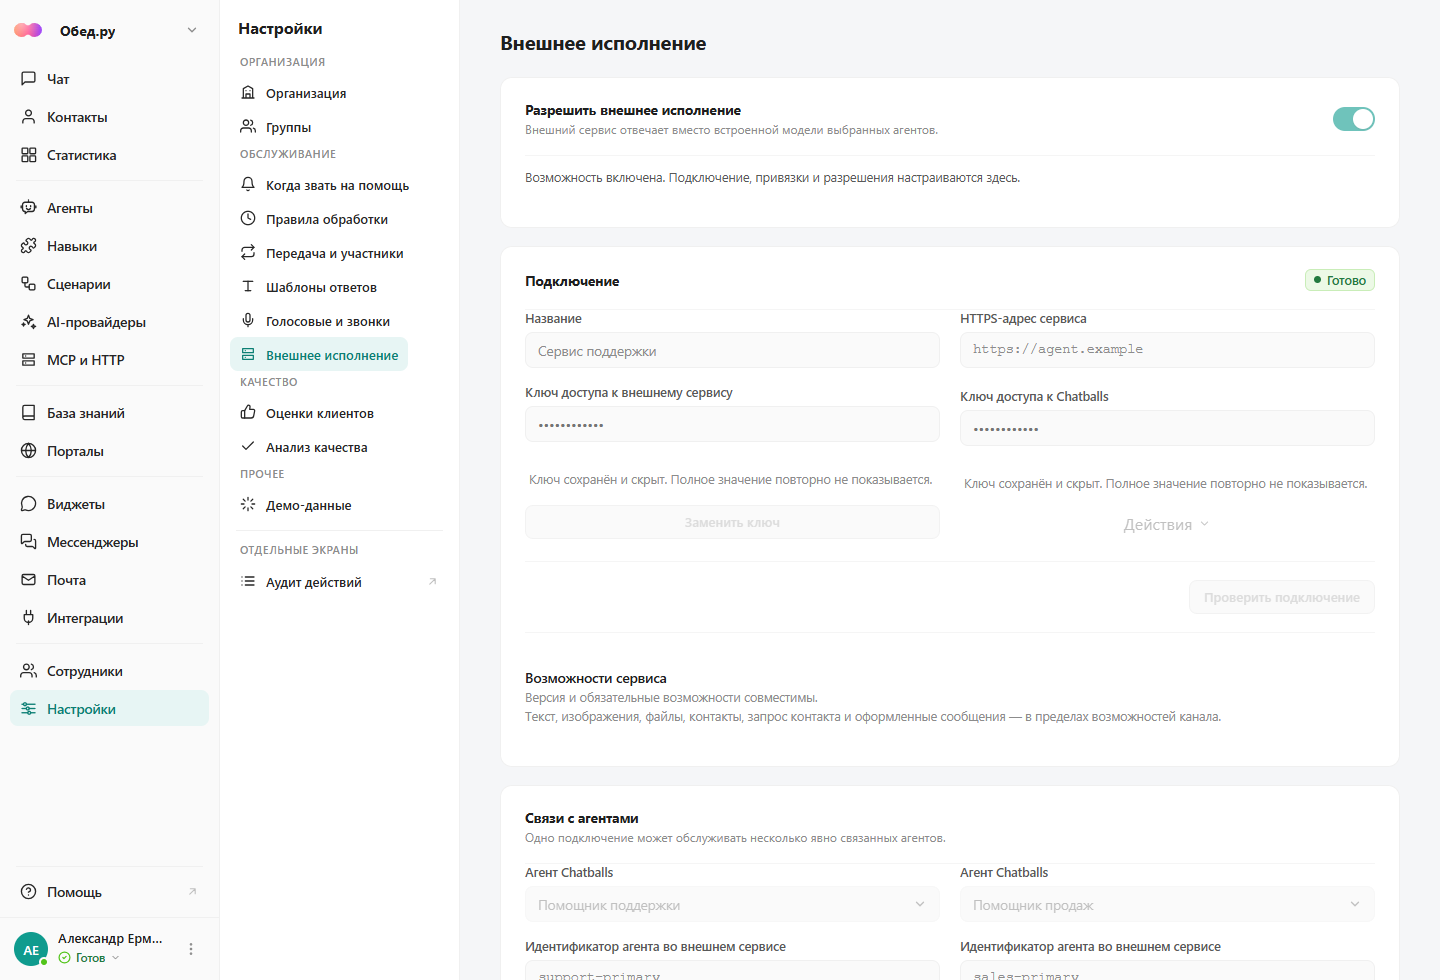 Обед.ру
Чат
Контакты
Статистика
Агенты
Навыки
Сценарии
AI-провайдеры
MCP и HTTP
База знаний
Порталы
Виджеты
Мессенджеры
Почта
Интеграции
Сотрудники
Настройки
Помощь
AE
Александр Ерм...
Готов
Настройки
ОРГАНИЗАЦИЯ
Организация
Группы
ОБСЛУЖИВАНИЕ
Когда звать на помощь
Правила обработки
Передача и участники
Шаблоны ответов
Голосовые и звонки
Внешнее исполнение
КАЧЕСТВО
Оценки клиентов
Анализ качества
ПРОЧЕЕ
Демо-данные
ОТДЕЛЬНЫЕ ЭКРАНЫ
Аудит действий
Внешнее исполнение
Разрешить внешнее исполнение
Внешний сервис отвечает вместо встроенной модели выбранных агентов.
Возможность включена. Подключение, привязки и разрешения настраиваются здесь.
Подключение
Готово
Название
HTTPS-адрес сервиса
Сервис поддержки
https://agent.example
Ключ доступа к внешнему сервису
Ключ доступа к Chatballs
••••••••••••
••••••••••••
Ключ сохранён и скрыт. Полное значение повторно не показывается.
Ключ сохранён и скрыт. Полное значение повторно не показывается.
Заменить ключ
Действия
Проверить подключение
Возможности сервиса
Версия и обязательные возможности совместимы.
Текст, изображения, файлы, контакты, запрос контакта и оформленные сообщения — в пределах возможностей канала.
Связи с агентами
Одно подключение может обслуживать несколько явно связанных агентов.
Агент Chatballs
Агент Chatballs
Помощник поддержки
Помощник продаж
Идентификатор агента во внешнем сервисе
Идентификатор агента во внешнем сервисе
support-primary
sales-primary